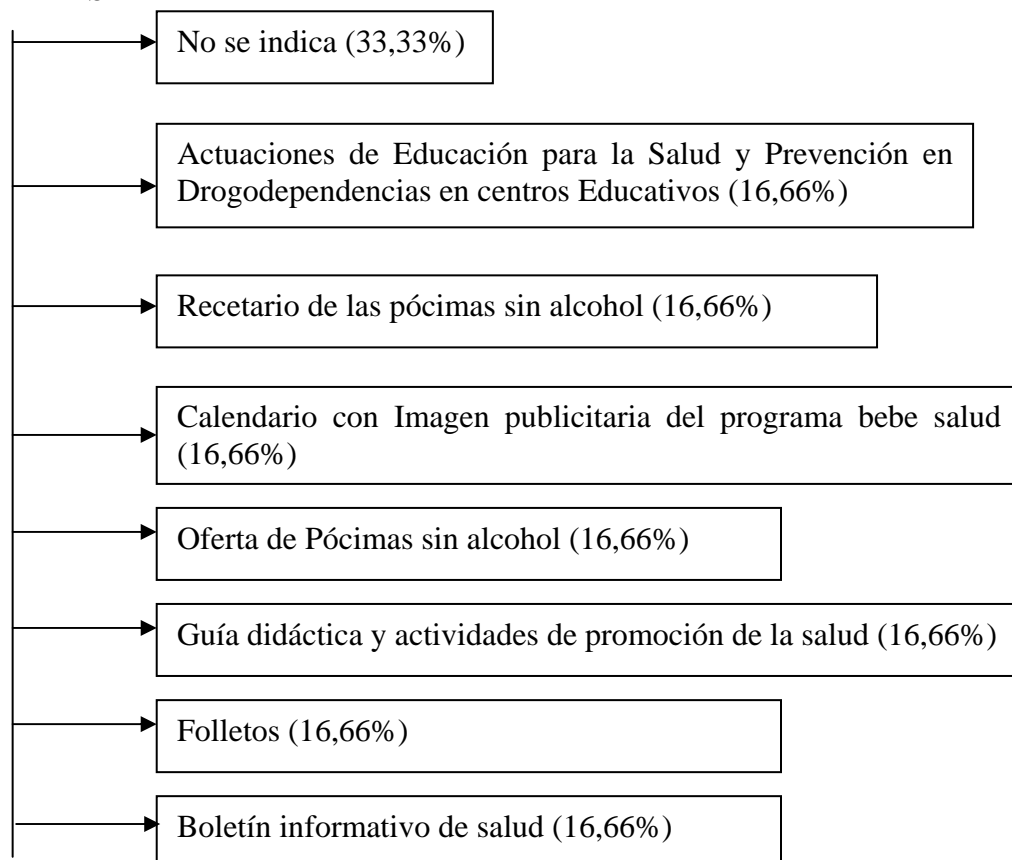 No se indica (33,33%)
Actuaciones de Educación para la Salud y Prevención en
Drogodependencias en centros Educativos (16,66%)
Recetario de las pócimas sin alcohol (16,66%)
Calendario con Imagen publicitaria del programa bebe salud
(16,66%)
Oferta de Pócimas sin alcohol (16,66%)
Guía didáctica y actividades de promoción de la salud (16,66%)
Folletos (16,66%)
Boletín informativo de salud (16,66%)